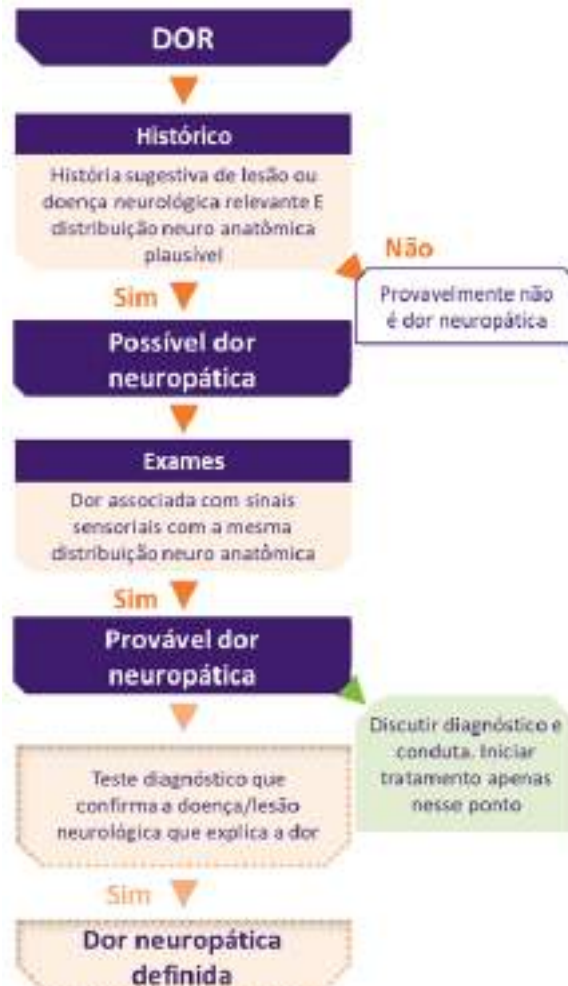 DOR
Histórico
História sugestiva de lesão ou
doença neurológica relevante E
distribuição neuro anatômica
plausível
Não
Provavelmente não
é dor neuropática
Sim
Possível dor
neuropática
Exames
Dor associada com sinais
sensoriais com a mesma
distribuição neuro anatômica
Sim
Provável dor
neuropática
Discutir diagnóstico e
conduta. Iniciar
tratamento apenas
nesse ponto
Teste diagnóstico que
confirma a doença/lesão
neurológica que explica a dor
Sim
Dor neuropática
definida